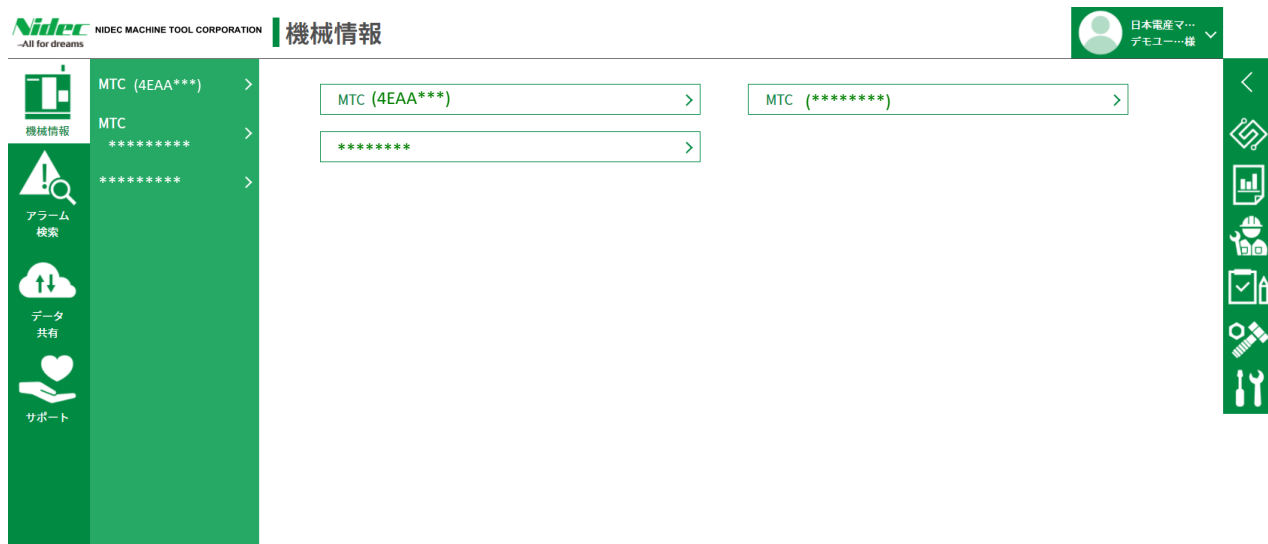 Nidec
All for dreams
NIDEC MACHINE TOOL CORPORATION
機械情報
日本電産マ…
デモユー…様
機械情報
アラーム
検索
データ
共有
サポート
MTC (4EAA***)
MTC
*********
*********
MTC (4EAA***)
MTC (********)
********